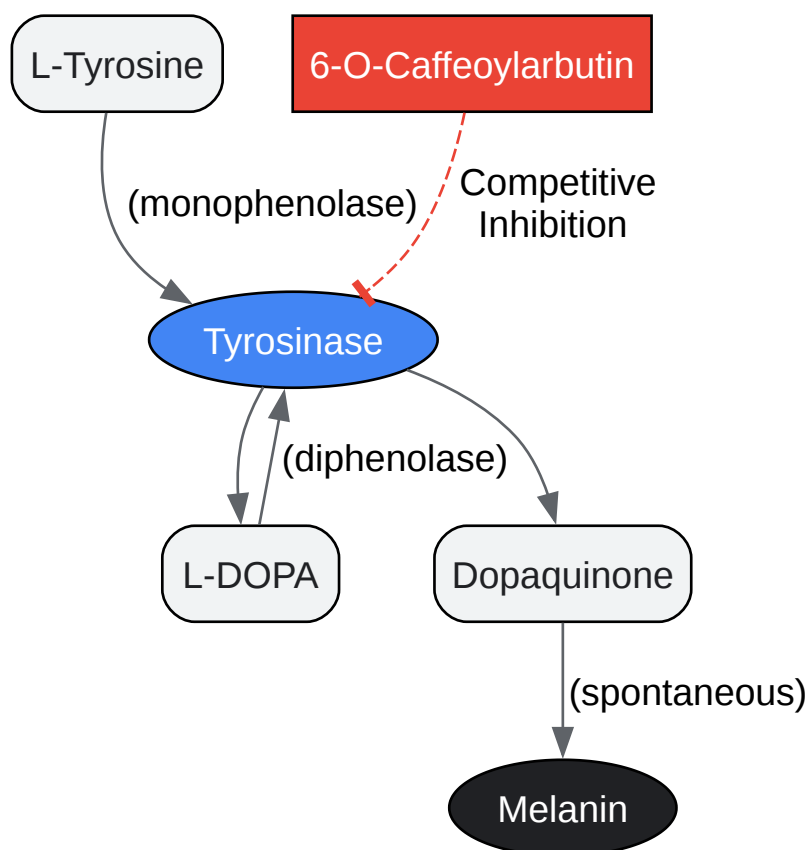 L-Tyrosine
6-O-Caffeoylarbutin
(monophenolase)
Competitive
Inhibition
Tyrosinase
(diphenolase)
L-DOPA
Dopaquinone
(spontaneous)
Melanin